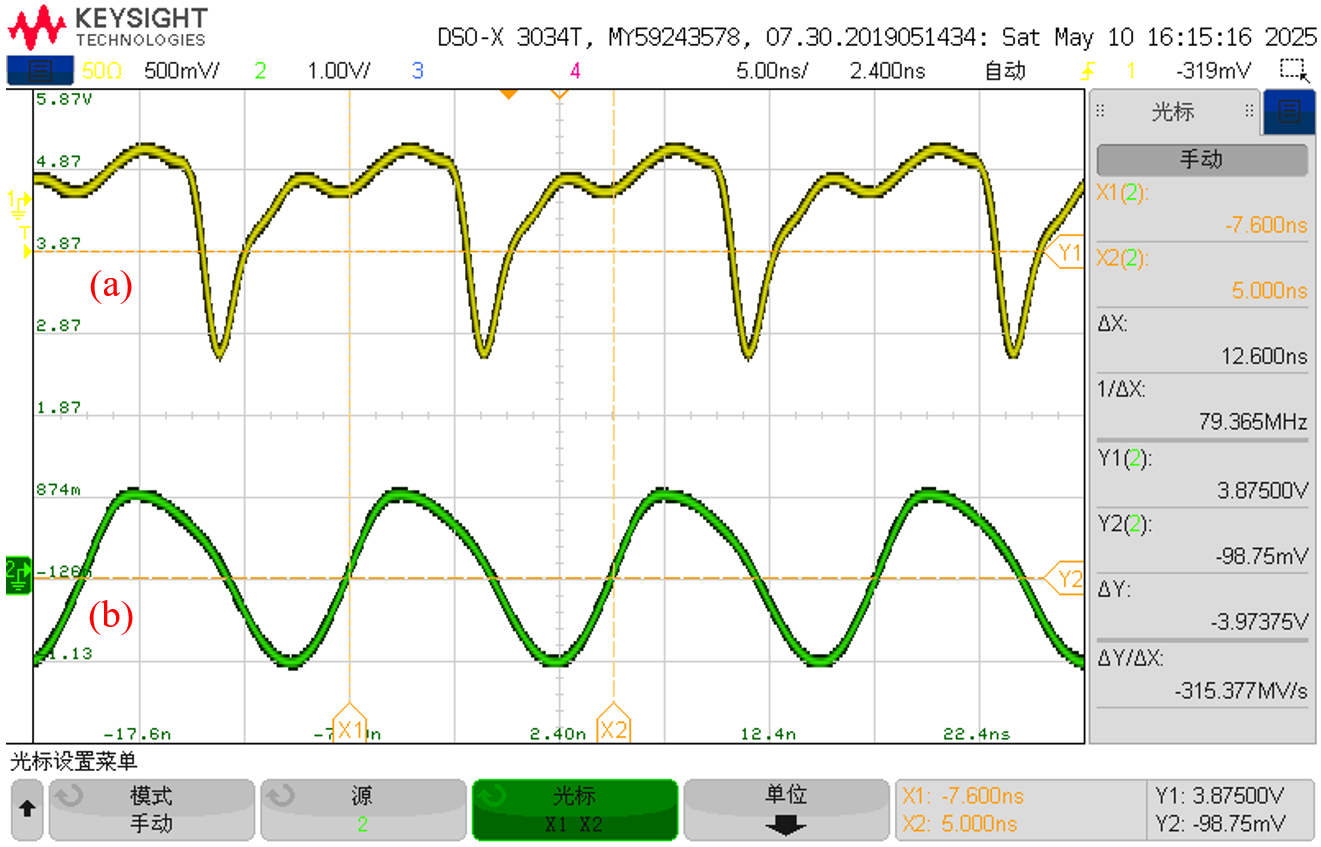 KEYSIGHT
TECHNOLOGIES
DSO-X 3034T, MY59243578, 07.30.2019051434: Sat May 10 16:15:16 2025
50Ω 500mV/ 2 1.00V/ 3 4 5.00ns/ 2.400ns 自动 1 -319mV
5.87V
4.87
3.87
2.87
1.87
874m
-126m
-1.13
1
T
2
(a)
(b)
Y1
Y2
X1
X2
-17.6n
2.40n
12.4n
22.4ns
光标
手动
X1(2):
-7.600ns
X2(2):
5.000ns
ΔX:
12.600ns
1/ΔX:
79.365MHz
Y1(2):
3.87500V
Y2(2):
-98.75mV
ΔY:
-3.97375V
ΔY/ΔX:
-315.377MV/s
光标设置菜单
模式
手动
源
2
光标
X1 X2
单位
X1: -7.600ns
X2: 5.000ns
Y1: 3.87500V
Y2: -98.75mV